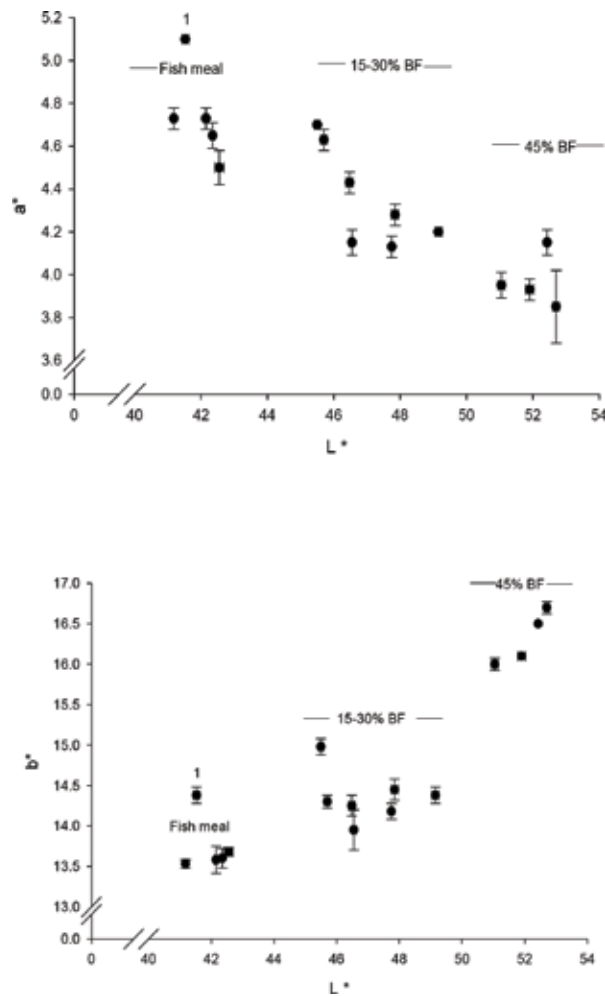 5.2
1
5.0
Fish meal
15-30% BF
4.8
4.6
45% BF
4.4
a*
4.2
4.0
3.8
3.6
0.0
0 40 42 44 46 48 50 52 54
L *
17.0
45% BF
16.5
16.0
15.5
15-30% BF
15.0
b*
14.5
1
14.0
Fish meal
13.5
13.0
0.0
0 40 42 44 46 48 50 52 54
L *